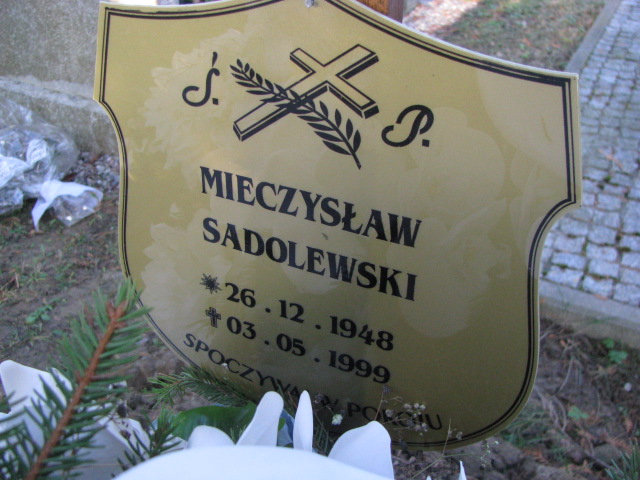 Ś. P.
MIECZYSŁAW
SADOLEWSKI
26.12.1948
03.05.1999
SPOCZYWAJ W POKOJU